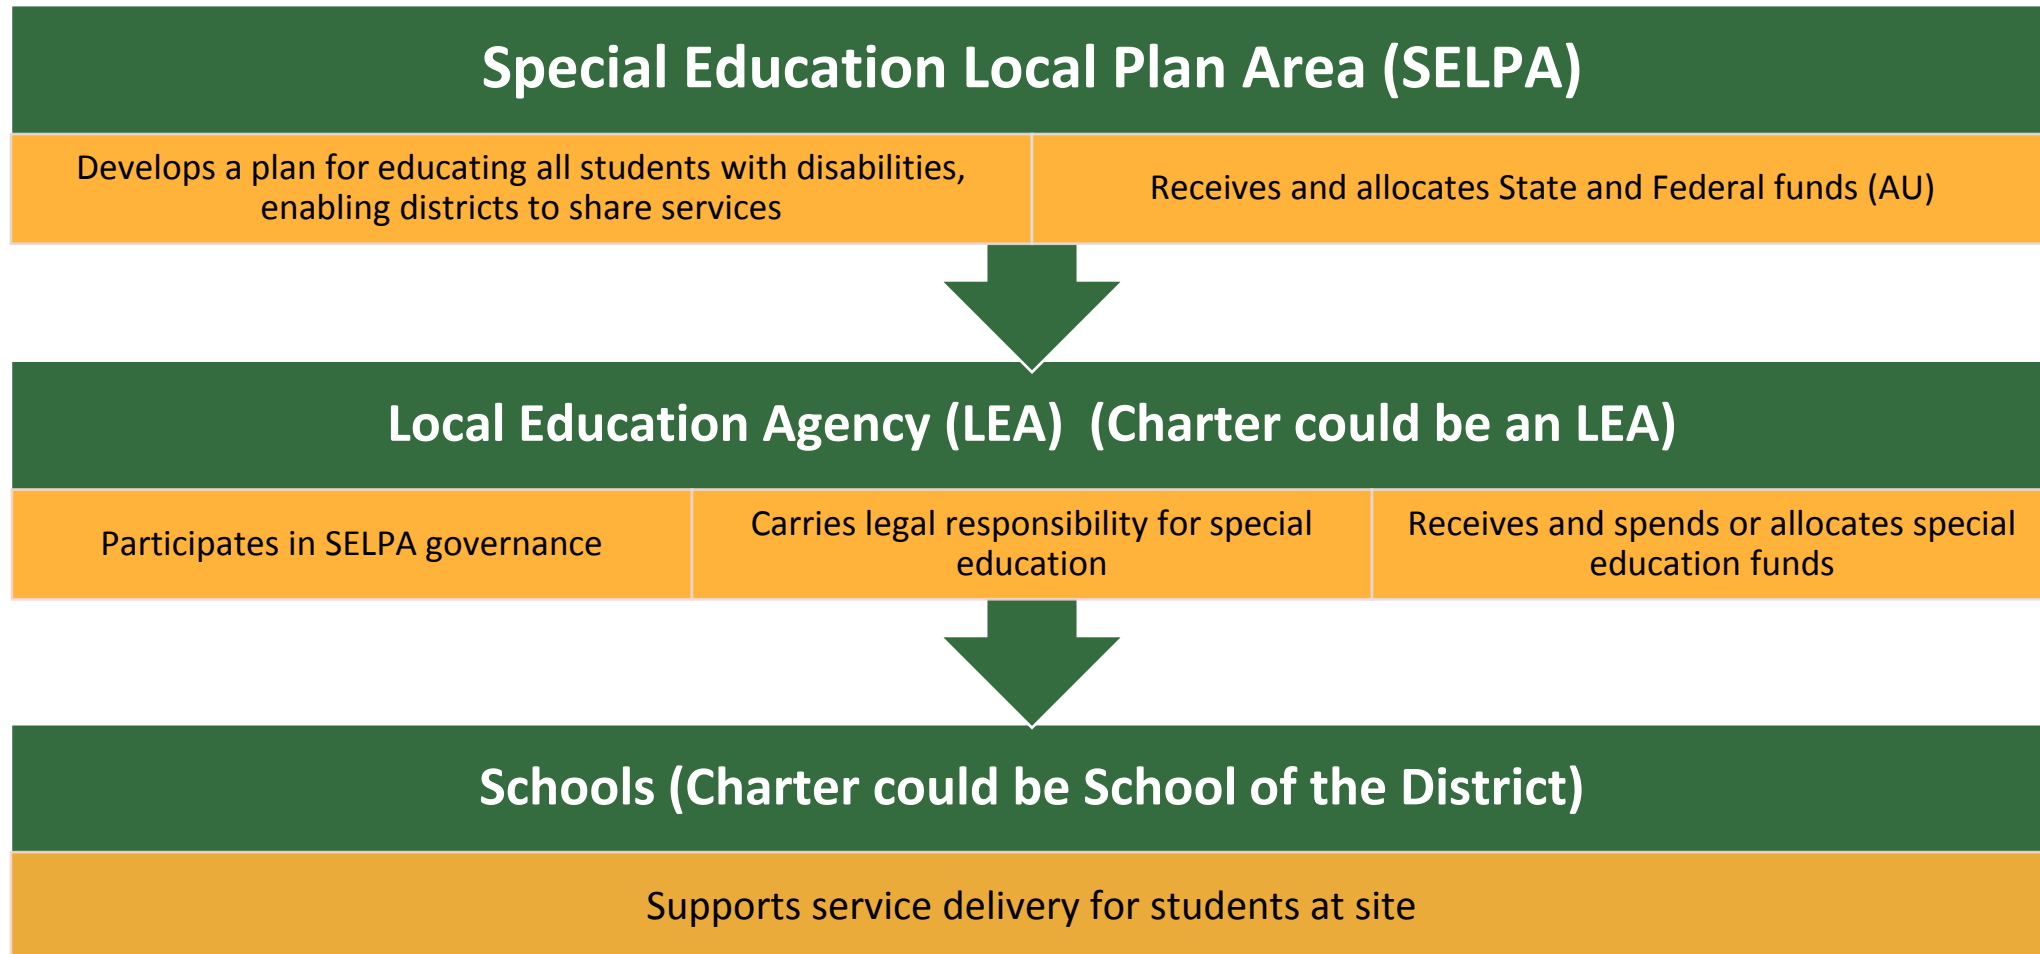 Special Education Local Plan Area (SELPA)
Develops a plan for educating all students with disabilities,
enabling districts to share services
Receives and allocates State and Federal funds (AU)
Local Education Agency (LEA)  (Charter could be an LEA)
Participates in SELPA governance
Carries legal responsibility for special
education
Receives and spends or allocates special
education funds
Schools (Charter could be School of the District)
Supports service delivery for students at site